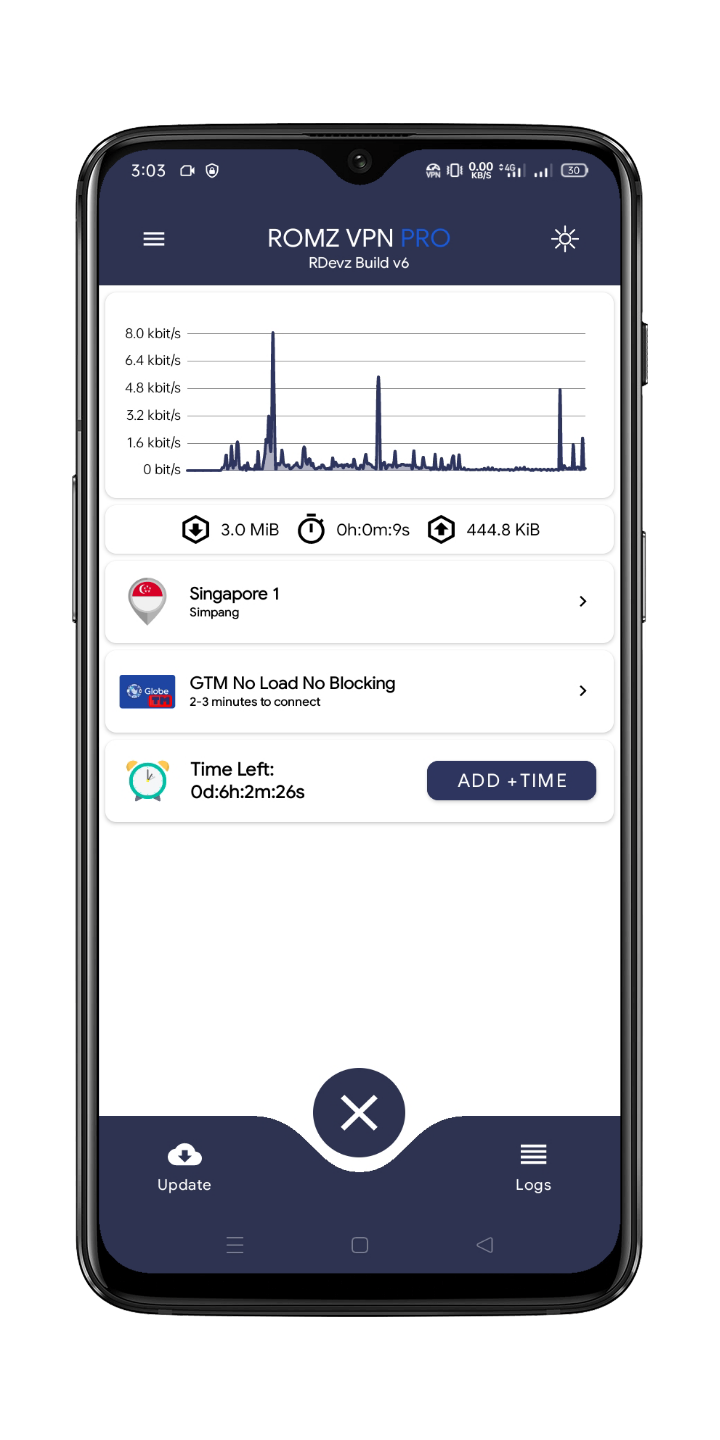 3:03
VPN
0.00
KB/S
4G
30
ROMZ VPN PRO
RDevz Build v6
8.0 kbit/s
6.4 kbit/s
4.8 kbit/s
3.2 kbit/s
1.6 kbit/s
0 bit/s
3.0 MiB
0h:0m:9s
444.8 KiB
Singapore 1
Simpang
Globe
TM
GTM No Load No Blocking
2-3 minutes to connect
Time Left:
0d:6h:2m:26s
ADD +TIME
Update
Logs